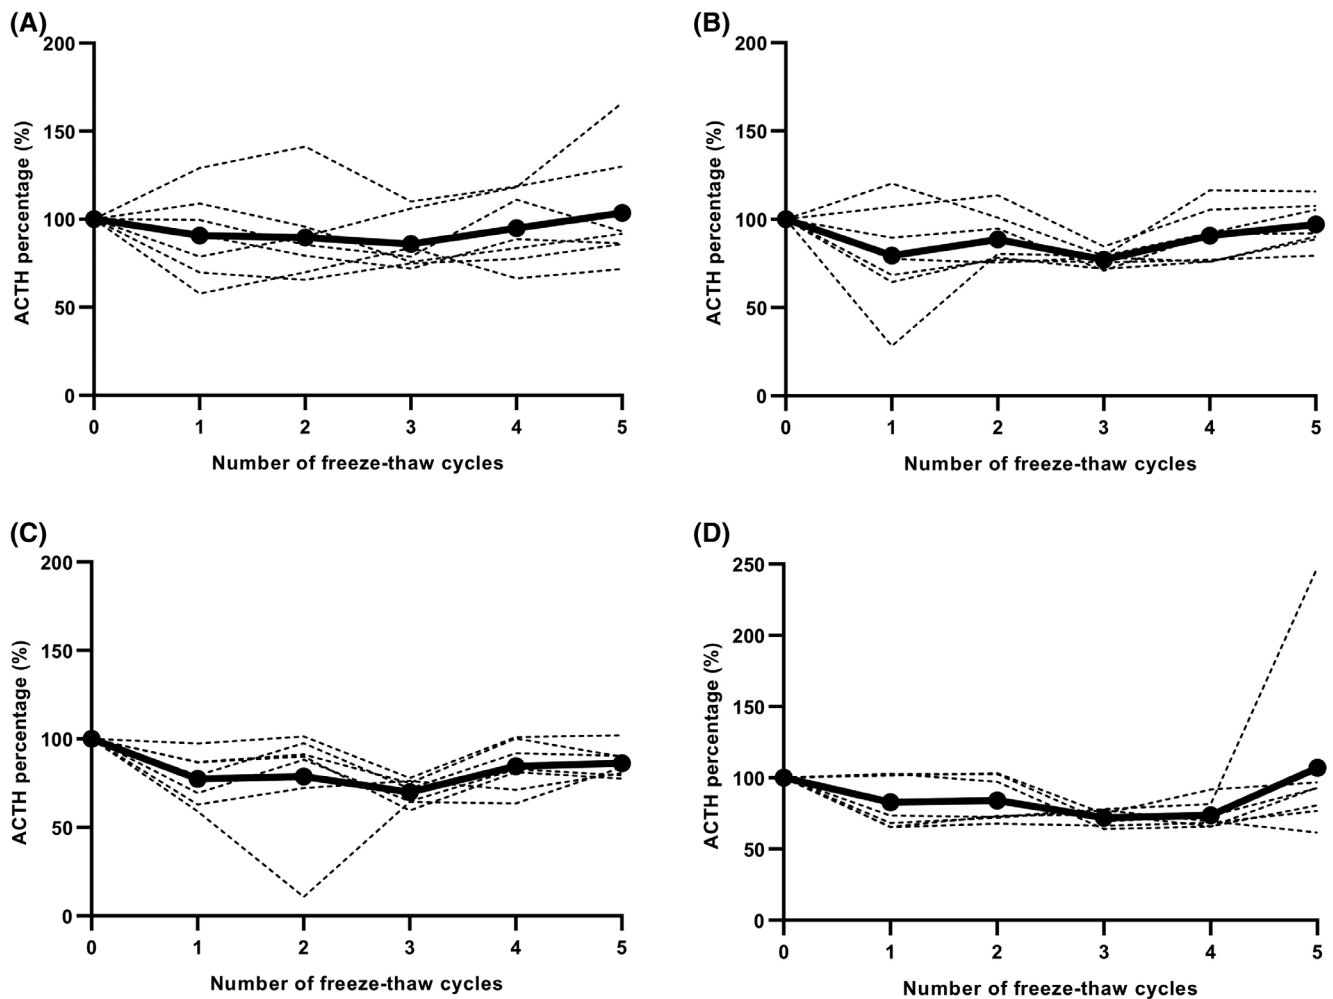 (A)
200
150
100
50
0
ACTH percentage (%)
0 1 2 3 4 5
Number of freeze-thaw cycles
(B)
200
150
100
50
0
ACTH percentage (%)
0 1 2 3 4 5
Number of freeze-thaw cycles
(C)
200
150
100
50
0
ACTH percentage (%)
0 1 2 3 4 5
Number of freeze-thaw cycles
(D)
250
200
150
100
50
0
ACTH percentage (%)
0 1 2 3 4 5
Number of freeze-thaw cycles